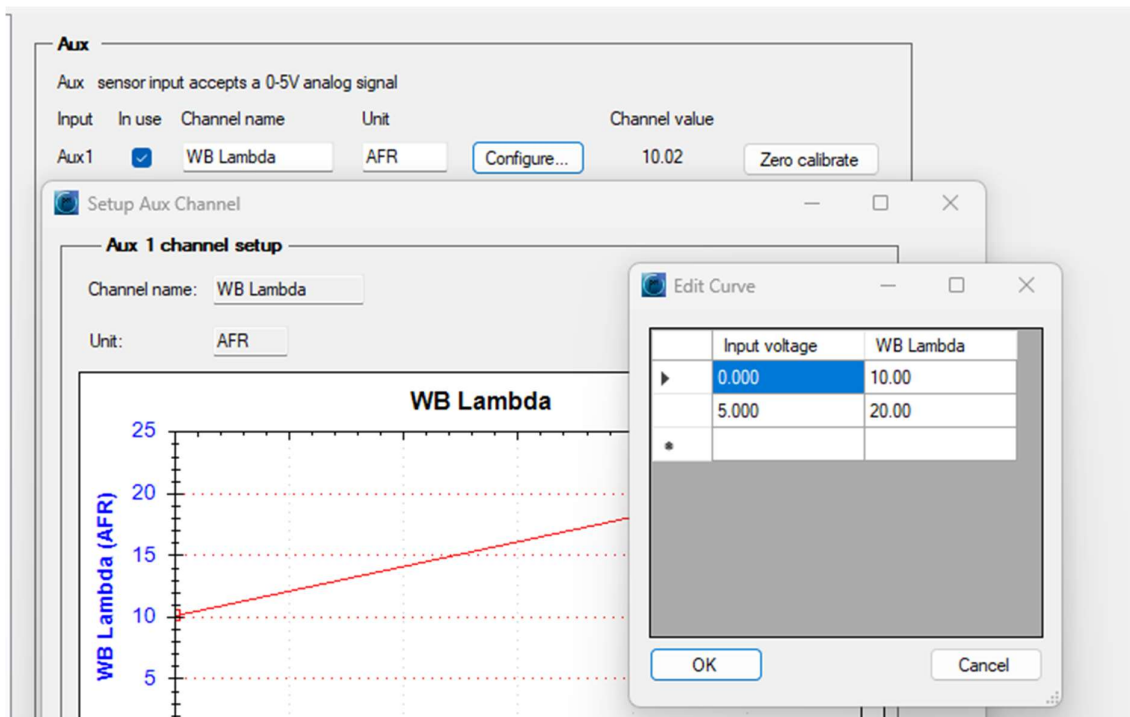 Aux
Aux sensor input accepts a 0-5V analog signal
Input In use Channel name Unit Channel value
Aux1 WB Lambda AFR Configure... 10.02 Zero calibrate
Setup Aux Channel
Aux 1 channel setup
Channel name: WB Lambda
Unit: AFR
WB Lambda
25
20
15
10
5
WB Lambda (AFR)
Edit Curve
Input voltage WB Lambda
0.000 10.00
5.000 20.00
OK Cancel